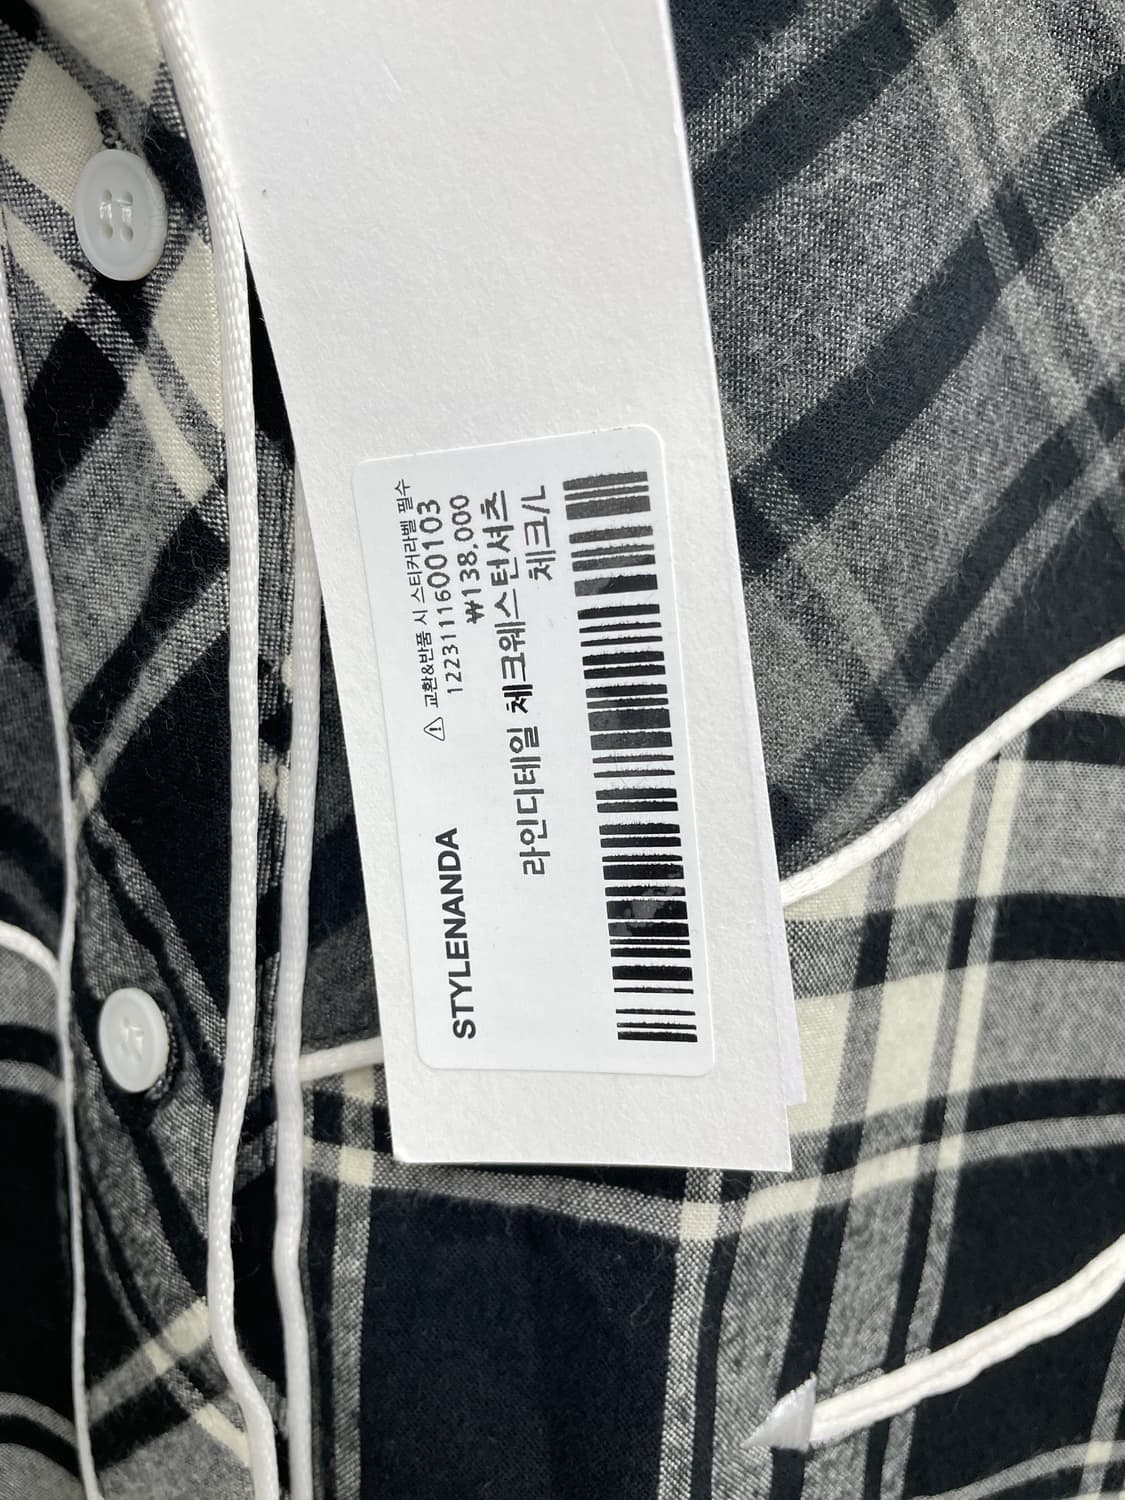 ⚠ 교환&반품 시 스티커라벨 필수
STYLENANDA
1223111600103
₩138,000
라인디테일 체크웨스턴셔츠
체크/L